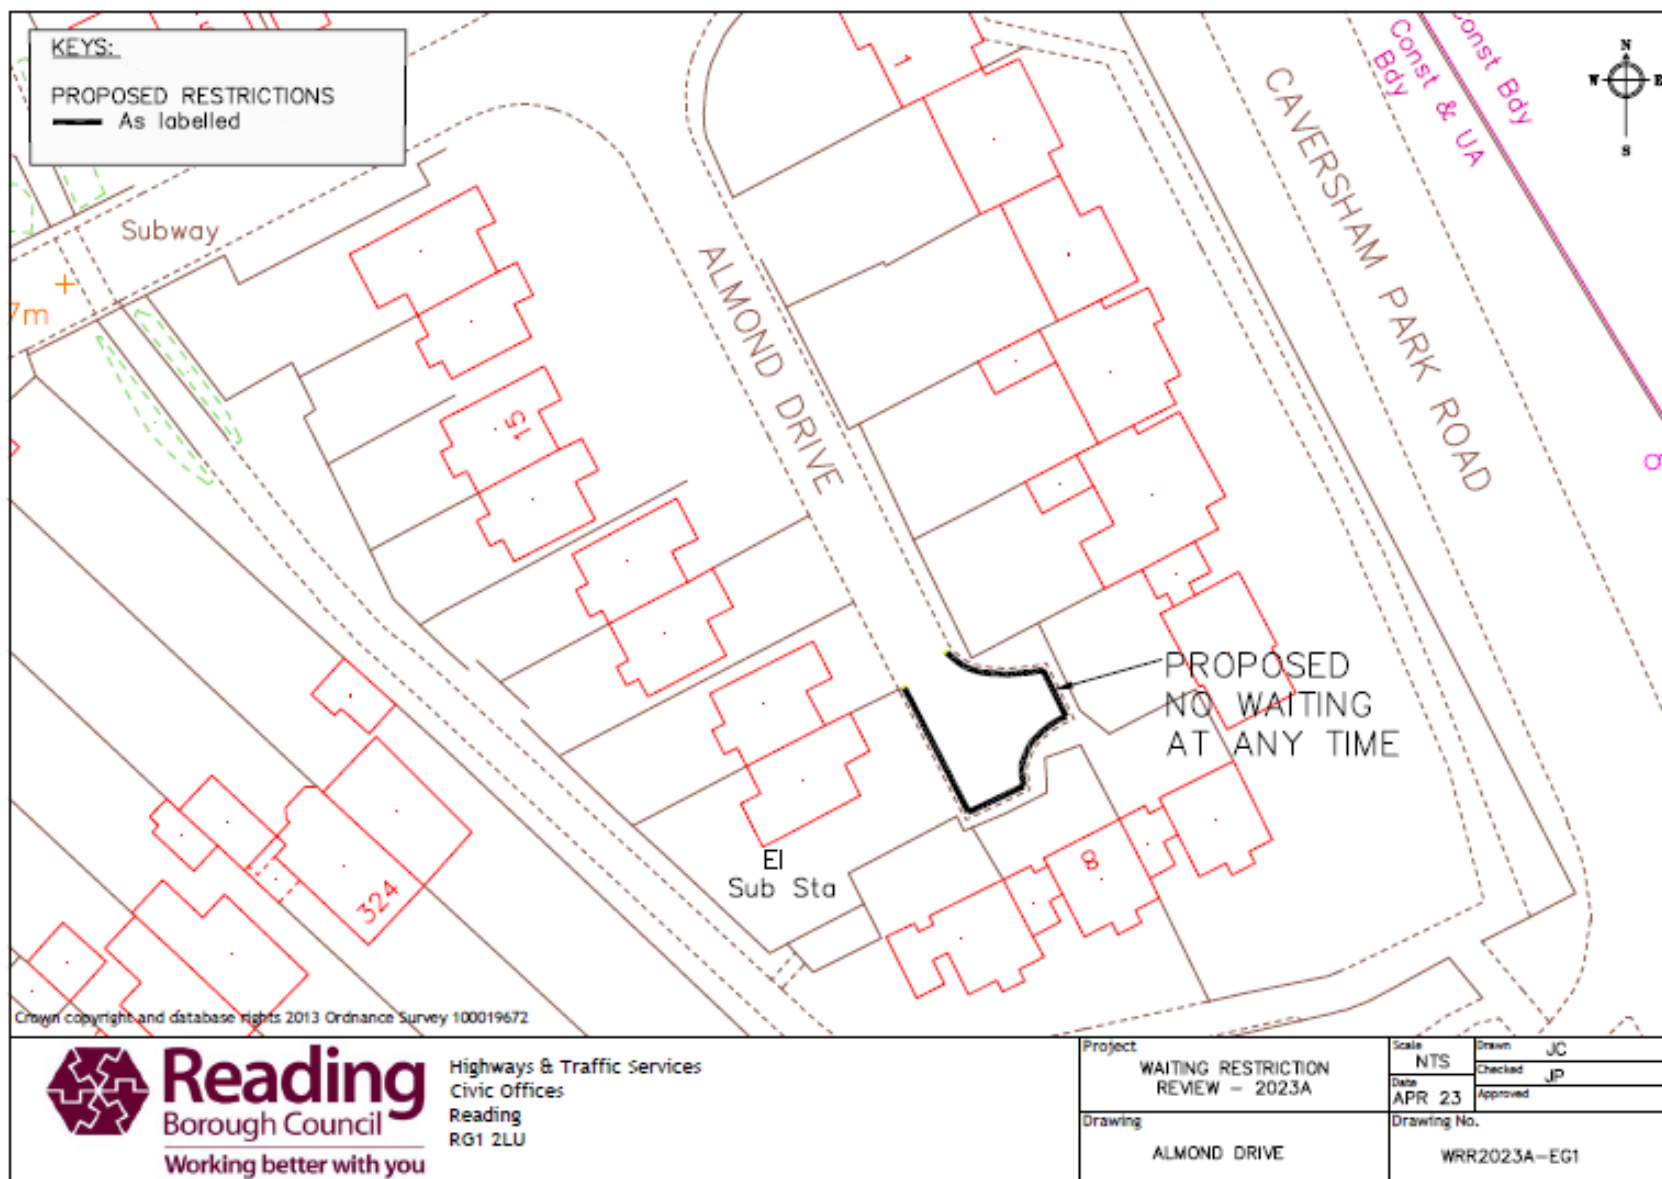 KEYS:
PROPOSED RESTRICTIONS
As labelled
Subway
7m
1
15
324
8
ALMOND DRIVE
CAVERSHAM PARK ROAD
Const Bdy
Const & UA
Bdy
N
W E
S
PROPOSED
NO WAITING
AT ANY TIME
El
Sub Sta
Crown copyright and database rights 2013 Ordnance Survey 100019672
Reading
Borough Council
Working better with you
Highways & Traffic Services
Civic Offices
Reading
RG1 2LU
Project
WAITING RESTRICTION
REVIEW - 2023A
Scale
NTS
Date
APR 23
Drawn JC
Checked JP
Approved
Drawing
ALMOND DRIVE
Drawing No.
WRR2023A-EG1